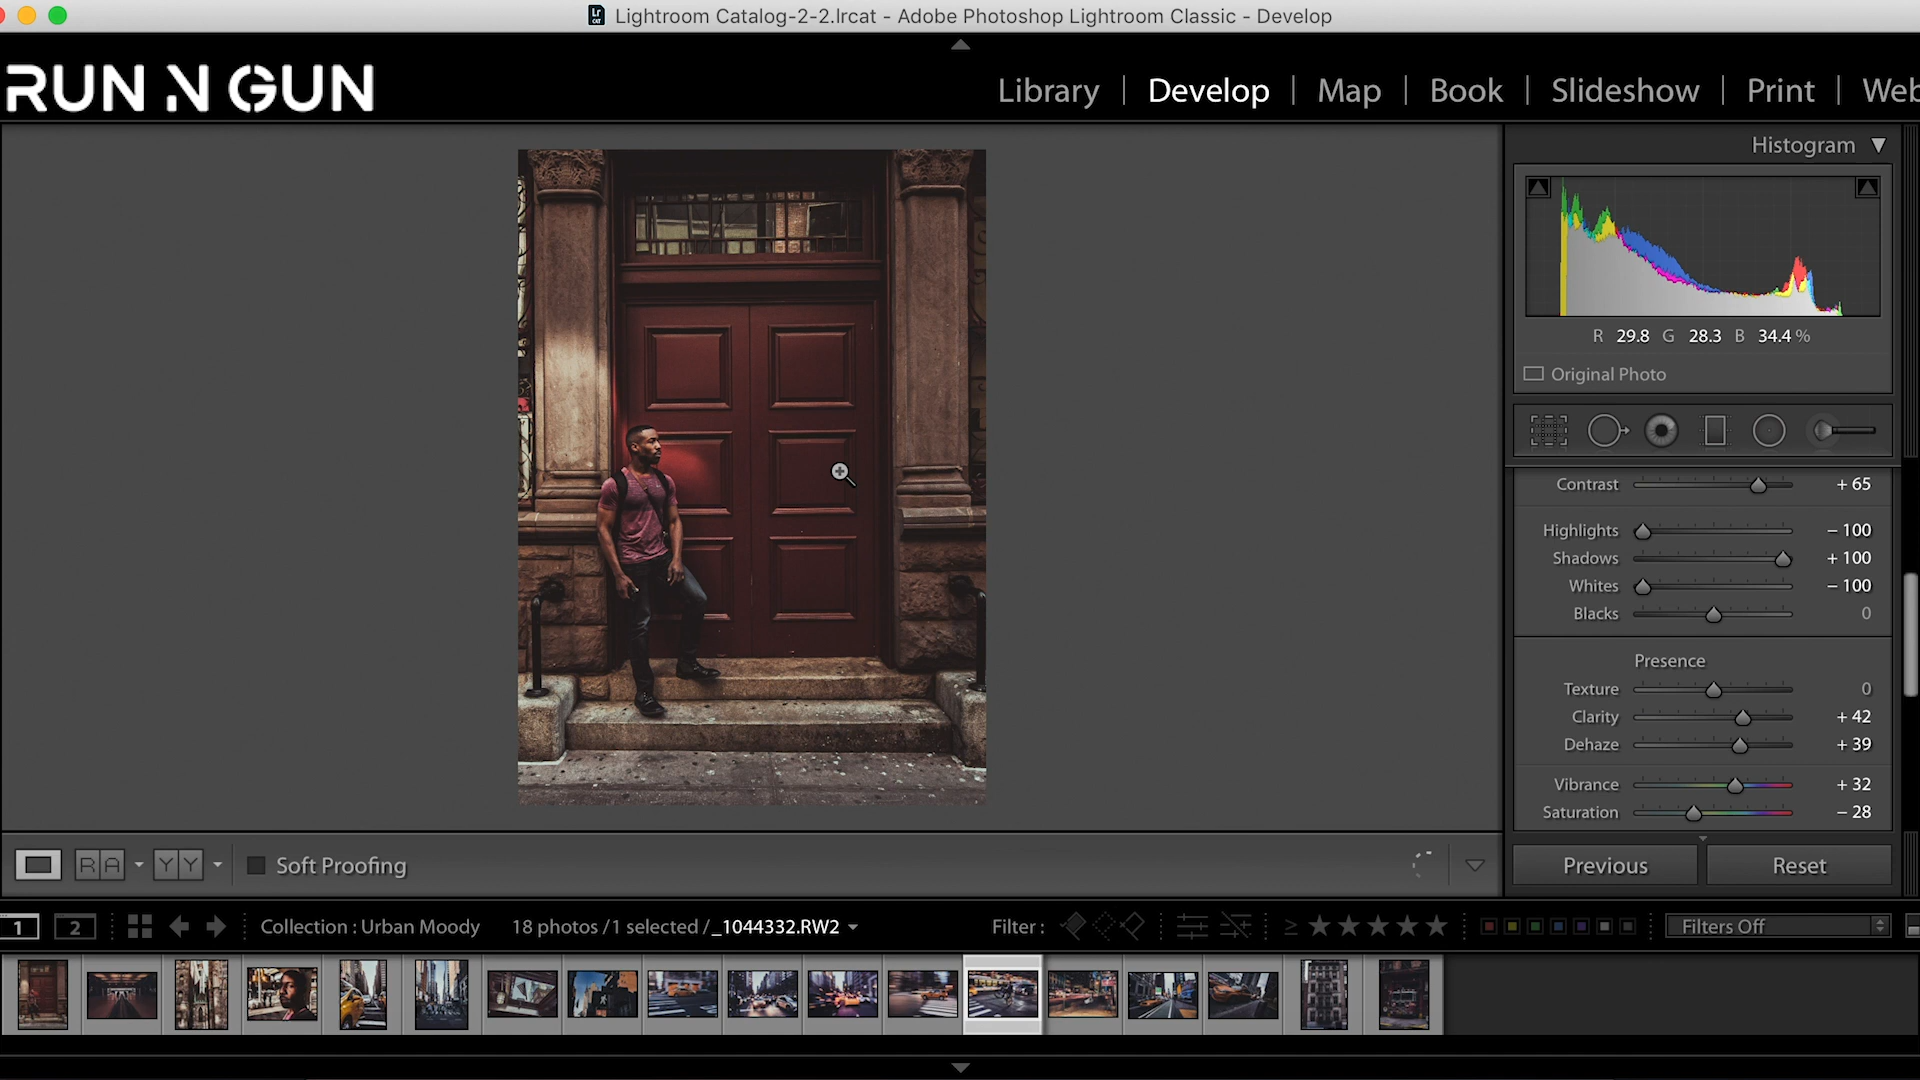 Lightroom Catalog-2-2.lrcat - Adobe Photoshop Lightroom Classic - Develop
RUN N GUN
Library | Develop | Map | Book | Slideshow | Print | Web
Histogram
R 29.8 G 28.3 B 34.4 %
Original Photo
Contrast + 65
Highlights – 100
Shadows + 100
Whites – 100
Blacks 0
Presence
Texture 0
Clarity + 42
Dehaze + 39
Vibrance + 32
Saturation – 28
R A Y Y Soft Proofing
Previous Reset
1 2 Collection : Urban Moody 18 photos / 1 selected / _1044332.RW2 Filter : ≥ ★★★★★ Filters Off